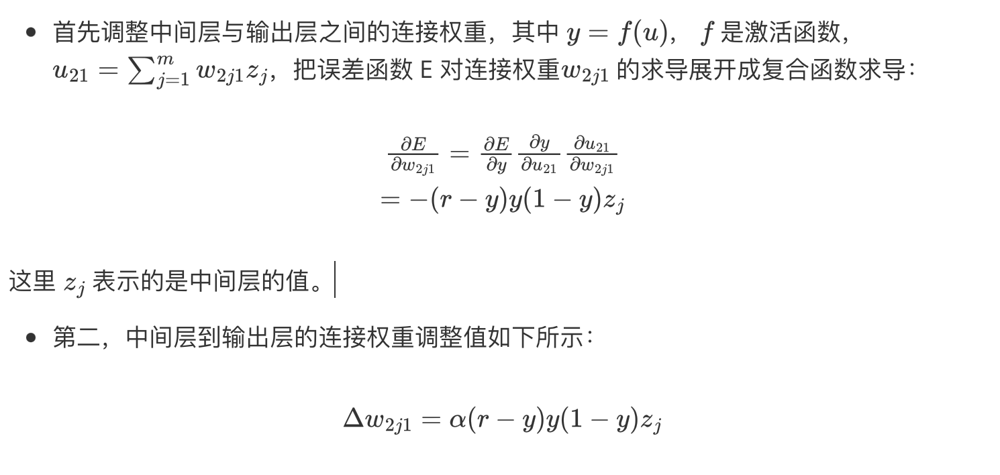 • 首先调整中间层与输出层之间的连接权重，其中 $y = f(u)$， $f$ 是激活函数，
$u_{21} = \sum_{j=1}^{m} w_{2j1} z_j$，把误差函数 E 对连接权重$w_{2j1}$ 的求导展开成复合函数求导：
$\frac{\partial E}{\partial w_{2j1}} = \frac{\partial E}{\partial y} \frac{\partial y}{\partial u_{21}} \frac{\partial u_{21}}{\partial w_{2j1}}$
$= -(r - y)y(1 - y)z_j$
这里 $z_j$ 表示的是中间层的值。
• 第二，中间层到输出层的连接权重调整值如下所示：
$\Delta w_{2j1} = \alpha(r - y)y(1 - y)z_j$